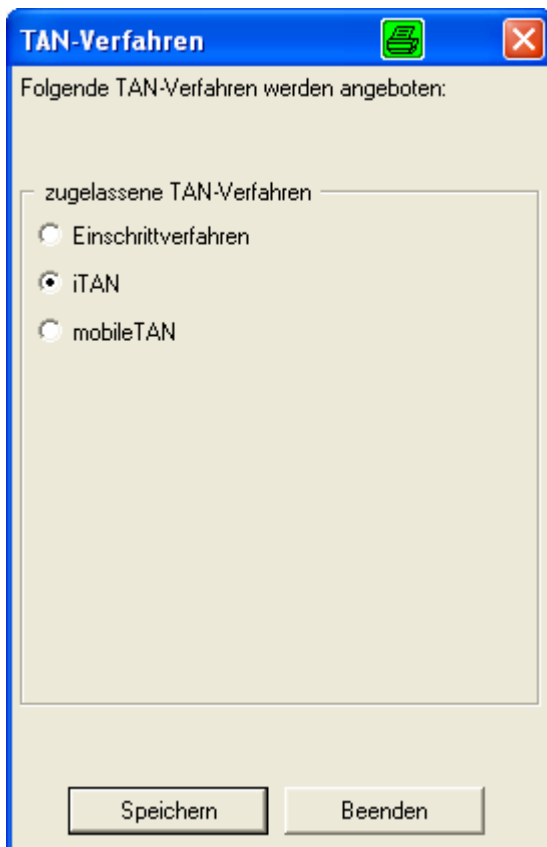 TAN-Verfahren
Folgende TAN-Verfahren werden angeboten:
zugelassene TAN-Verfahren
Einschrittverfahren
iTAN
mobileTAN
Speichern Beenden